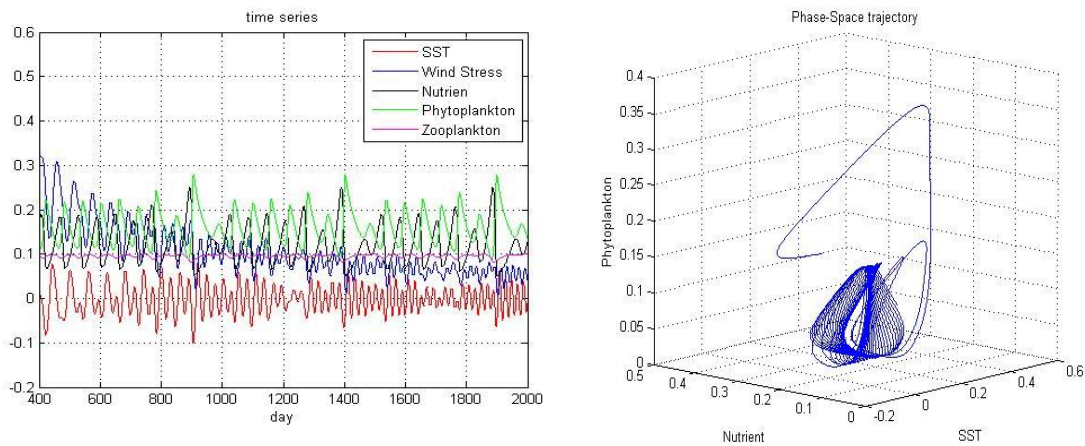 time series
0.6
0.5
0.4
0.3
0.2
0.1
0
-0.1
-0.2
400 600 800 1000 1200 1400 1600 1800 2000
day
SST
Wind Stress
Nutrien
Phytoplankton
Zooplankton
Phase-Space trajectory
Phytoplankton
0.4
0.35
0.3
0.25
0.2
0.15
0.1
0.05
0
0.5
0.4
0.3
0.2
0.1
0
Nutrient
-0.2
0
0.2
0.4
0.6
SST